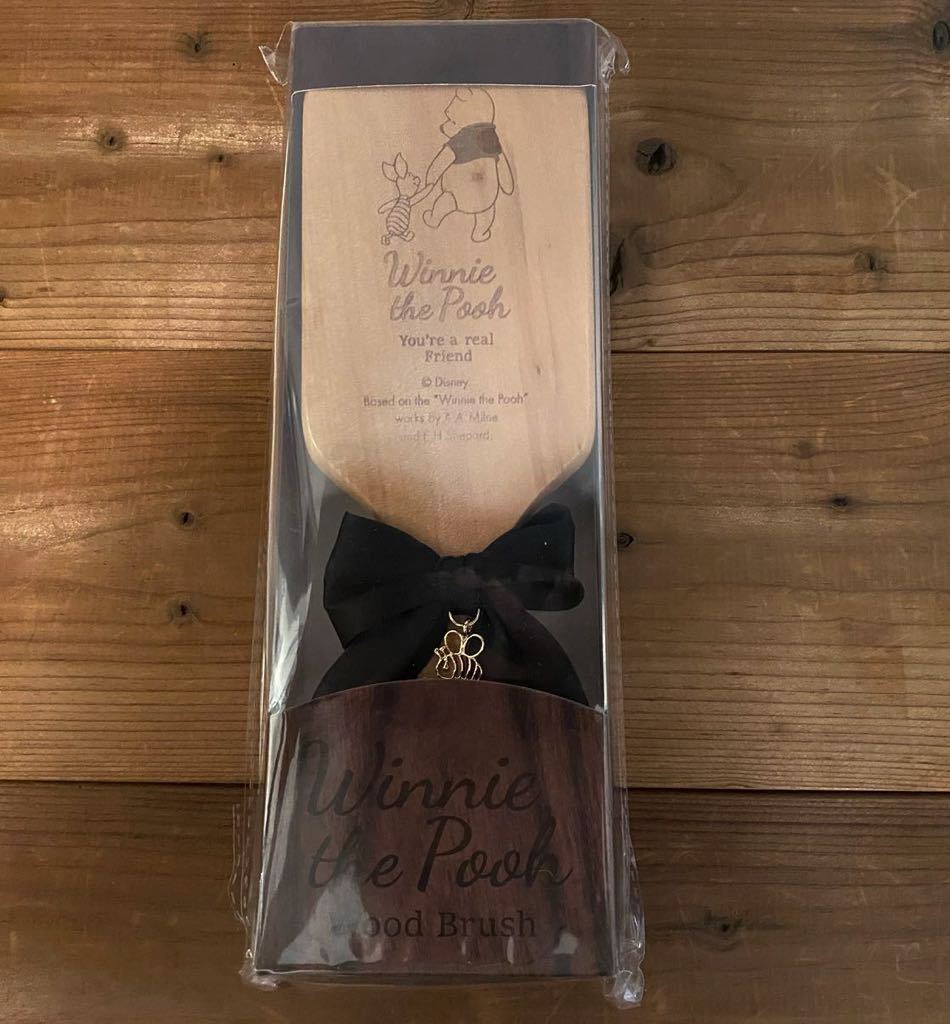 Winnie
the Pooh
You're a real
Friend
© Disney
Based on the "Winnie the Pooh"
works By A.A. Milne
and E.H. Shepard.
Winnie
the Pooh
Wood Brush